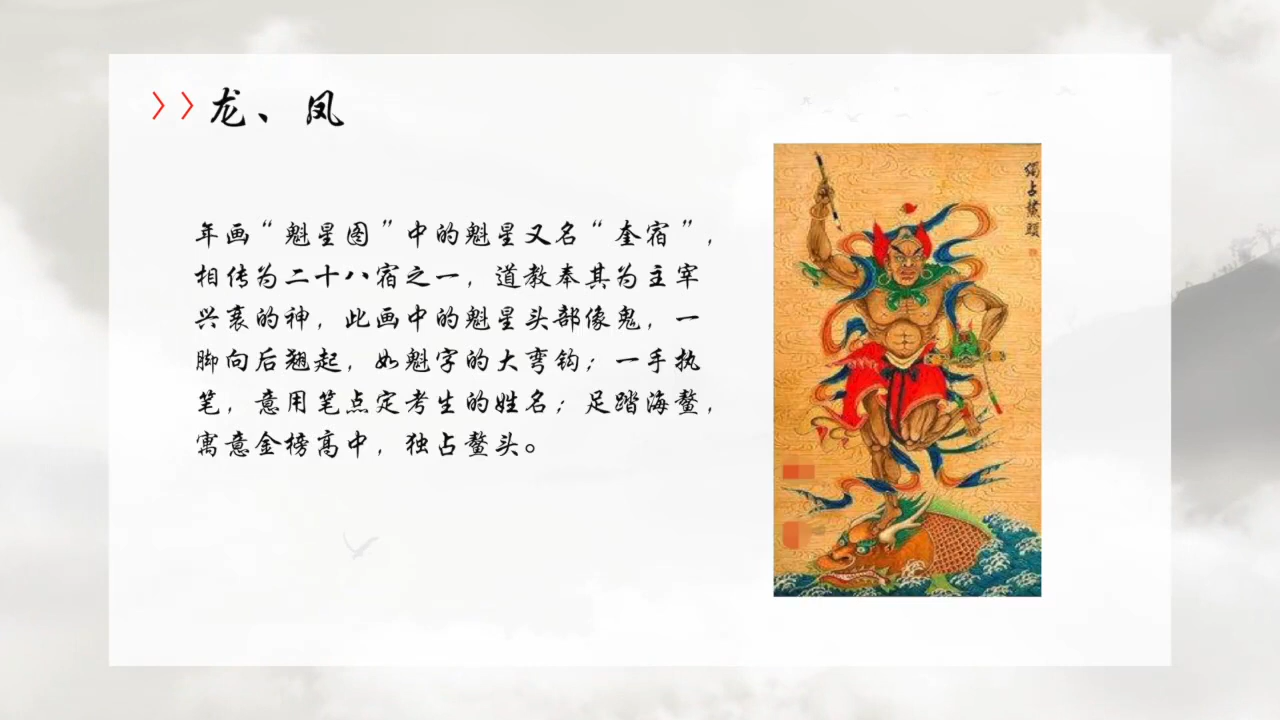 >> 龙、凤
年画“魁星图”中的魁星又名“奎宿”，
相传为二十八宿之一，道教奉其为主宰
兴衰的神，此画中的魁星头部像鬼，一
脚向后翘起，如魁字的大弯钩；一手执
笔，意用笔点定考生的姓名；足踏海鳌，
寓意金榜高中，独占鳌头。
獨占鰲頭